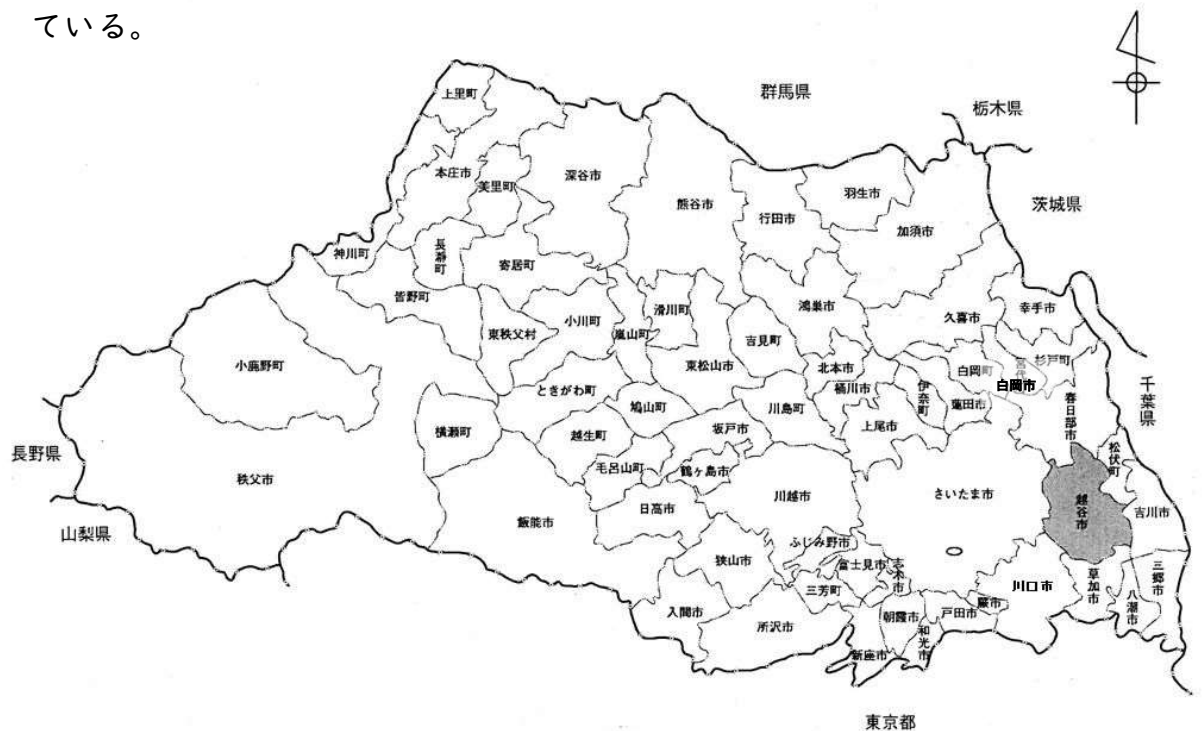 ている。
群馬県
栃木県
茨城県
千葉県
長野県
山梨県
東京都
上里町
本庄市
美里町
深谷市
熊谷市
行田市
羽生市
加須市
神川町
長瀞町
寄居町
皆野町
東秩父村
小川町
嵐山町
滑川町
吉見町
鴻巣市
久喜市
幸手市
小鹿野町
ときがわ町
東松山市
北本市
桶川市
伊奈町
白岡町
宮代
杉戸町
白岡市
蓮田市
春日部市
横瀬町
越生町
鳩山町
坂戸市
川島町
上尾市
松伏町
秩父市
毛呂山町
鶴ヶ島市
川越市
さいたま市
越谷市
吉川市
飯能市
日高市
狭山市
ふじみ野市
富士見市
志木市
三芳町
川口市
草加市
三郷市
八潮市
入間市
所沢市
新座市
朝霞市
和光市
戸田市
蕨市